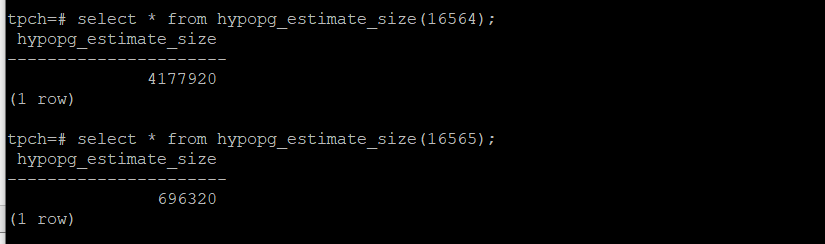 tpch=# select * from hypopg_estimate_size(16564);
 hypopg_estimate_size
----------------------
              4177920
(1 row)

tpch=# select * from hypopg_estimate_size(16565);
 hypopg_estimate_size
----------------------
               696320
(1 row)